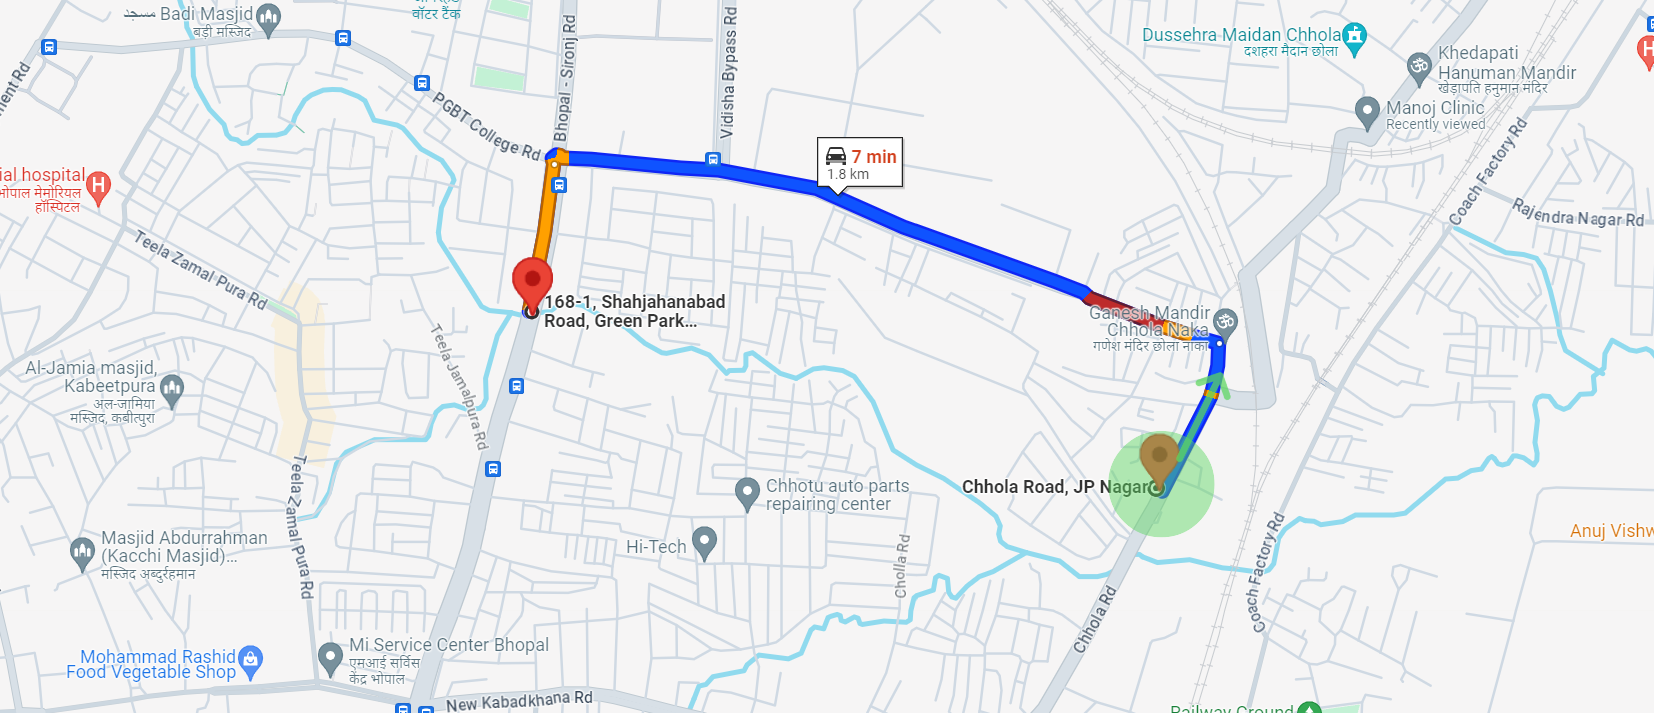 مسجد Badi Masjid
बड़ी मस्जिद
वॉटर टैंक
Bhopal - Sironj Rd
Vidisha Bypass Rd
Dussehra Maidan Chhola
दशहरा मैदान छोला
Khedapati
Hanuman Mandir
खेड़ापति हनुमान मंदिर
Manoj Clinic
Recently viewed
H
ment Rd
PGBT College Rd
7 min
1.8 km
Coach Factory Rd
Rajendra Nagar Rd
ial hospital
भोपाल मेमोरियल
हॉस्पिटल
H
Teela Zamal Pura Rd
168-1, Shahjahanabad
Road, Green Park...
Ganesh Mandir
Chhola Naka
गणेश मंदिर छोला नाका
Teela Jamalpura Rd
Al-Jamia masjid,
Kabeetpura
अल-जामिया
मस्जिद, कबीत्पुरा
Chhola Road, JP Nagar
Chhotu auto parts
repairing center
Teela Zamal Pura Rd
Masjid Abdurrahman
(Kacchi Masjid)...
मस्जिद अब्दुर्रहमान
Hi-Tech
Cholla Rd
Coach Factory Rd
Anuj Vishw
Chhola Rd
Mohammad Rashid
Food Vegetable Shop
Mi Service Center Bhopal
एमआई सर्विस
केंद्र भोपाल
New Kabadkhana Rd
Railway Ground